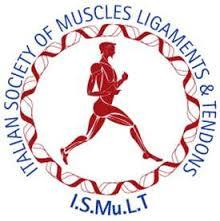 ITALIAN SOCIETY OF MUSCLES LIGAMENTS & TENDONS
I.S.Mu.L.T